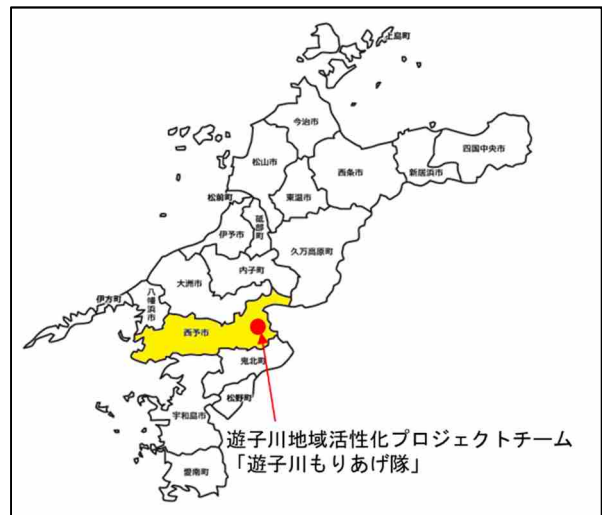 上島町
今治市
松山市
西条市
新居浜市
四国中央市
東温市
松前町
砥部町
伊予市
久万高原町
内子町
大洲市
八幡浜市
伊方町
西予市
鬼北町
松野町
宇和島市
愛南町
遊子川地域活性化プロジェクトチーム
「遊子川もりあげ隊」